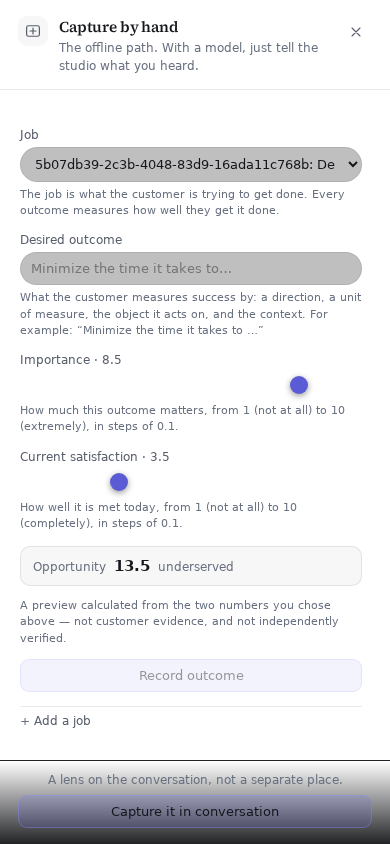 Capture by hand
The offline path. With a model, just tell the
studio what you heard.
Job
5b07db39-2c3b-4048-83d9-16ada11c768b: De
The job is what the customer is trying to get done. Every
outcome measures how well they get it done.
Desired outcome
Minimize the time it takes to…
What the customer measures success by: a direction, a unit
of measure, the object it acts on, and the context. For
example: “Minimize the time it takes to …”
Importance · 8.5
How much this outcome matters, from 1 (not at all) to 10
(extremely), in steps of 0.1.
Current satisfaction · 3.5
How well it is met today, from 1 (not at all) to 10
(completely), in steps of 0.1.
Opportunity 13.5 underserved
A preview calculated from the two numbers you chose
above — not customer evidence, and not independently
verified.
Record outcome
+ Add a job
A lens on the conversation, not a separate place.
Capture it in conversation